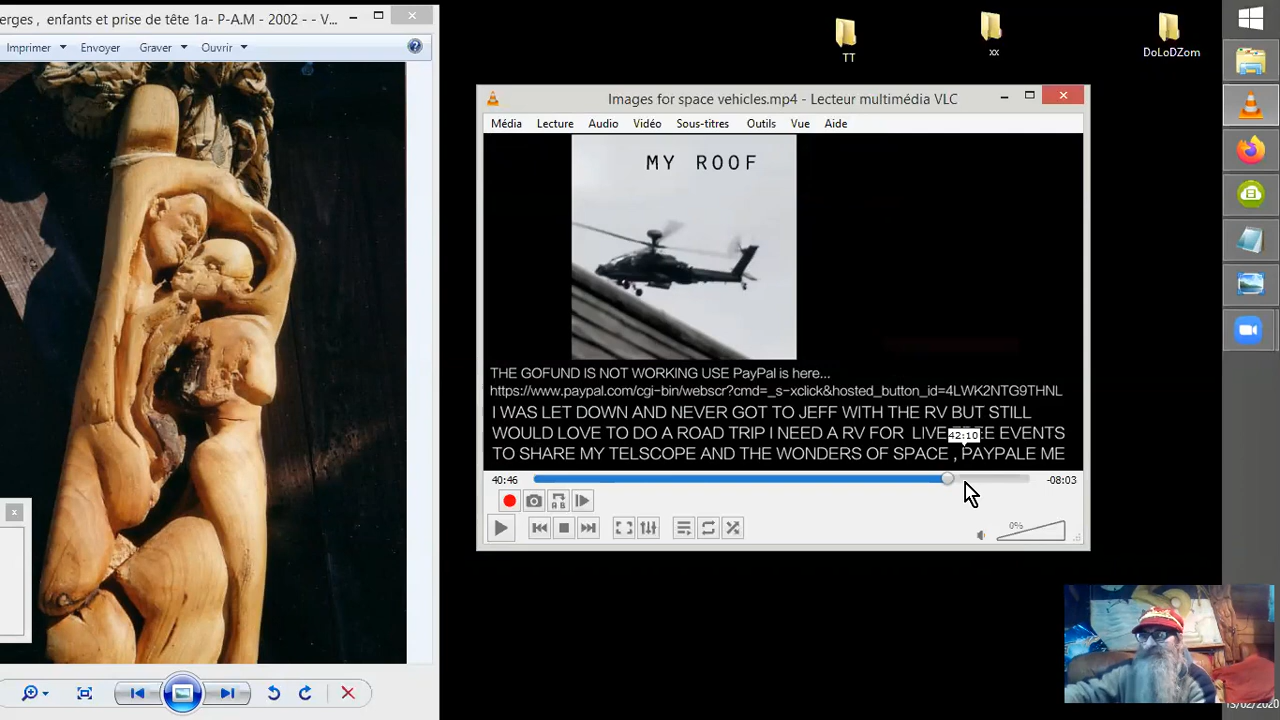 erges , enfants et prise de tête 1a- P-A.M - 2002 - - V...
Imprimer Envoyer Graver Ouvrir
TT
xx
DoLoDZom
Images for space vehicles.mp4 - Lecteur multimédia VLC
Média Lecture Audio Vidéo Sous-titres Outils Vue Aide
MY ROOF
THE GOFUND IS NOT WORKING USE PayPal is here...
https://www.paypal.com/cgi-bin/webscr?cmd=_s-xclick&hosted_button_id=4LWK2NTG9THNL
I WAS LET DOWN AND NEVER GOT TO JEFF WITH THE RV BUT STILL
WOULD LOVE TO DO A ROAD TRIP I NEED A RV FOR LIVE EVENTS
42:10
TO SHARE MY TELSCOPE AND THE WONDERS OF SPACE , PAYPALE ME
40:46 -08:03
0%
13/02/2020